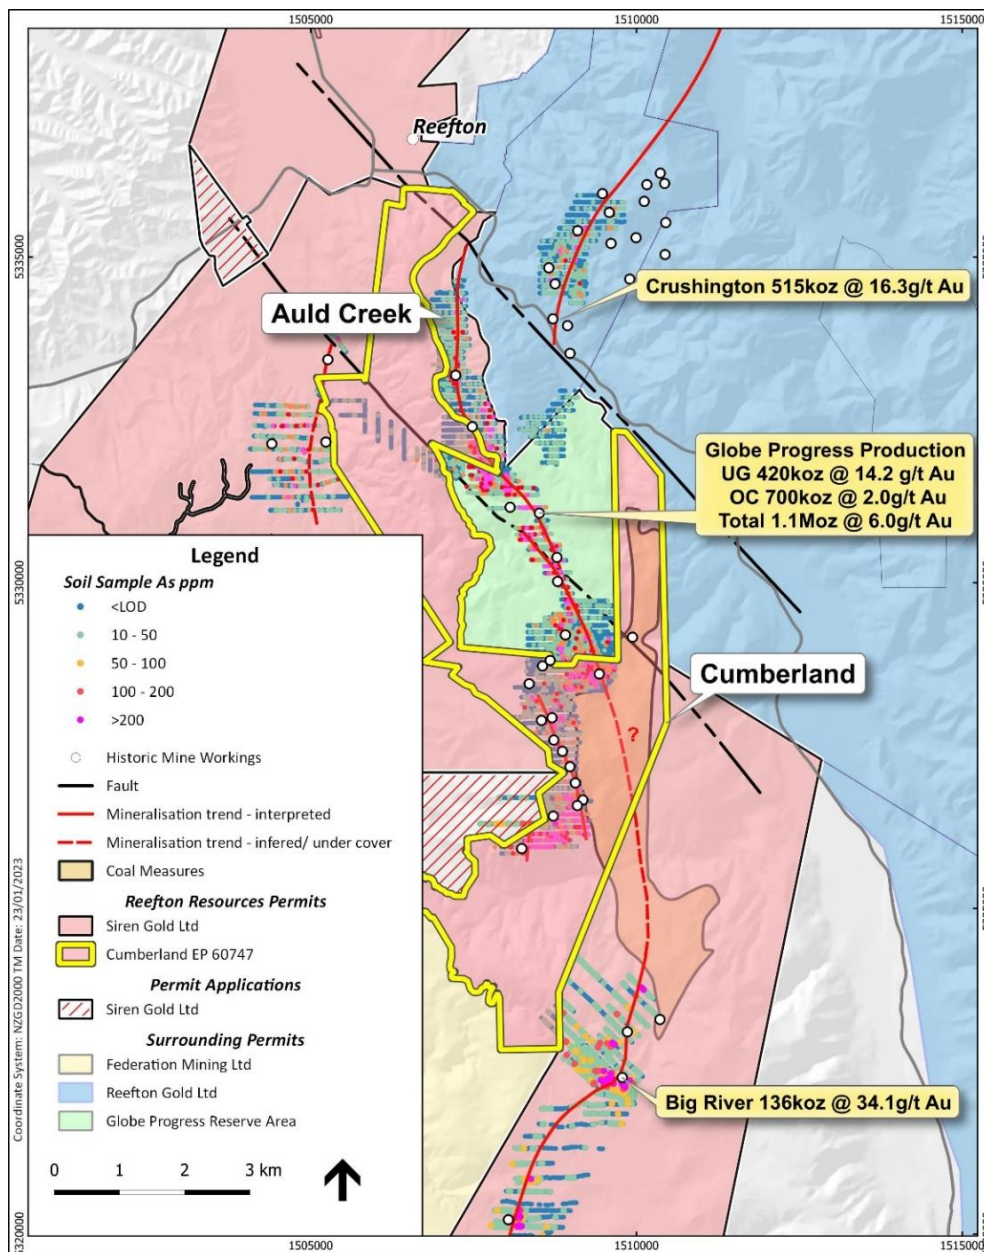 1505000
1510000
1515000
Reefton
5335000
Crushington 515koz @ 16.3g/t Au
Auld Creek
Globe Progress Production
UG 420koz @ 14.2 g/t Au
OC 700koz @ 2.0g/t Au
Total 1.1Moz @ 6.0g/t Au
5330000
Cumberland
?
Legend
Soil Sample As ppm
<LOD
10 - 50
50 - 100
100 - 200
>200
Historic Mine Workings
Fault
Mineralisation trend - interpreted
Mineralisation trend - infered/ under cover
Coal Measures
Reefton Resources Permits
Siren Gold Ltd
Cumberland EP 60747
Permit Applications
Siren Gold Ltd
Surrounding Permits
Federation Mining Ltd
Reefton Gold Ltd
Globe Progress Reserve Area
0 1 2 3 km
Coordinate System: NZGD2000 TM Date: 23/01/2023
Big River 136koz @ 34.1g/t Au
5320000
1505000
1510000
1515000